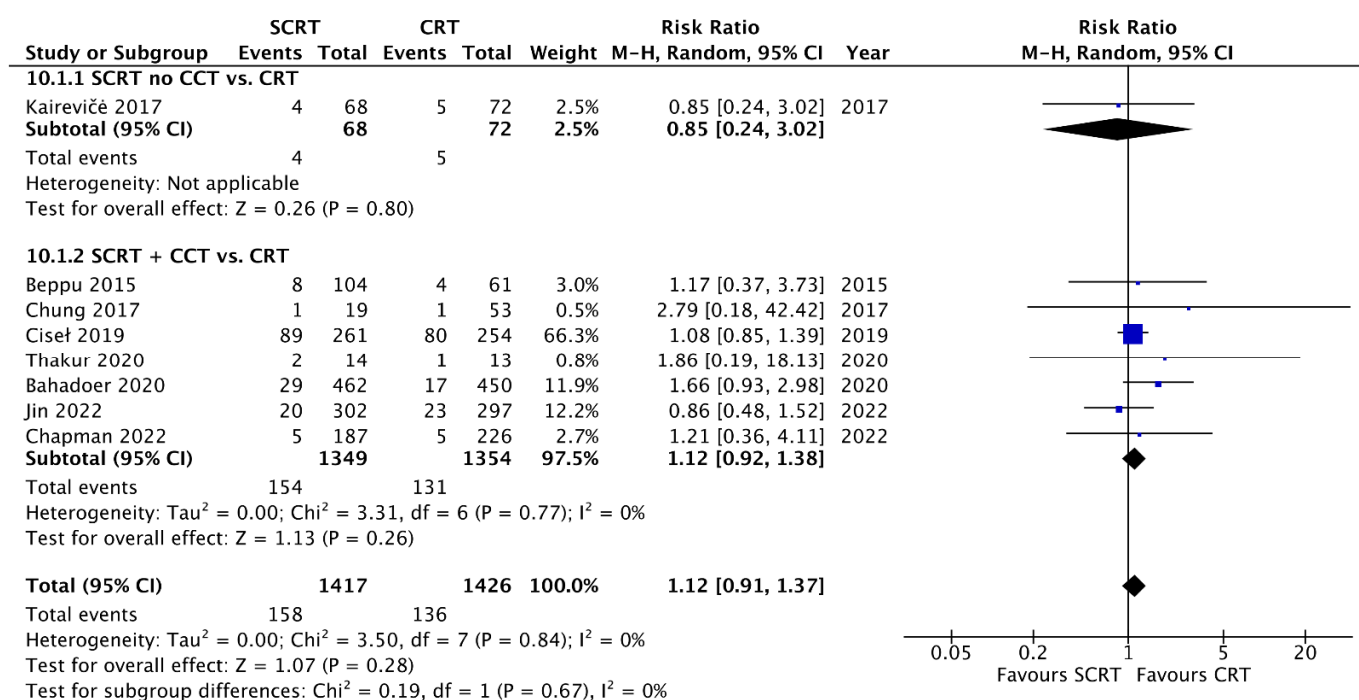 SCRT CRT Risk Ratio Risk Ratio
Study or Subgroup Events Total Events Total Weight M-H, Random, 95% CI Year M-H, Random, 95% CI
10.1.1 SCRT no CCT vs. CRT
Kairevičė 2017 4 68 5 72 2.5% 0.85 [0.24, 3.02] 2017
Subtotal (95% CI) 68 72 2.5% 0.85 [0.24, 3.02]
Total events 4 5
Heterogeneity: Not applicable
Test for overall effect: Z = 0.26 (P = 0.80)
10.1.2 SCRT + CCT vs. CRT
Beppu 2015 8 104 4 61 3.0% 1.17 [0.37, 3.73] 2015
Chung 2017 1 19 1 53 0.5% 2.79 [0.18, 42.42] 2017
Ciseł 2019 89 261 80 254 66.3% 1.08 [0.85, 1.39] 2019
Thakur 2020 2 14 1 13 0.8% 1.86 [0.19, 18.13] 2020
Bahadoer 2020 29 462 17 450 11.9% 1.66 [0.93, 2.98] 2020
Jin 2022 20 302 23 297 12.2% 0.86 [0.48, 1.52] 2022
Chapman 2022 5 187 5 226 2.7% 1.21 [0.36, 4.11] 2022
Subtotal (95% CI) 1349 1354 97.5% 1.12 [0.92, 1.38]
Total events 154 131
Heterogeneity: Tau² = 0.00; Chi² = 3.31, df = 6 (P = 0.77); I² = 0%
Test for overall effect: Z = 1.13 (P = 0.26)
Total (95% CI) 1417 1426 100.0% 1.12 [0.91, 1.37]
Total events 158 136
Heterogeneity: Tau² = 0.00; Chi² = 3.50, df = 7 (P = 0.84); I² = 0%
Test for overall effect: Z = 1.07 (P = 0.28)
Test for subgroup differences: Chi² = 0.19, df = 1 (P = 0.67), I² = 0%
0.05 0.2 1 5 20
Favours SCRT Favours CRT